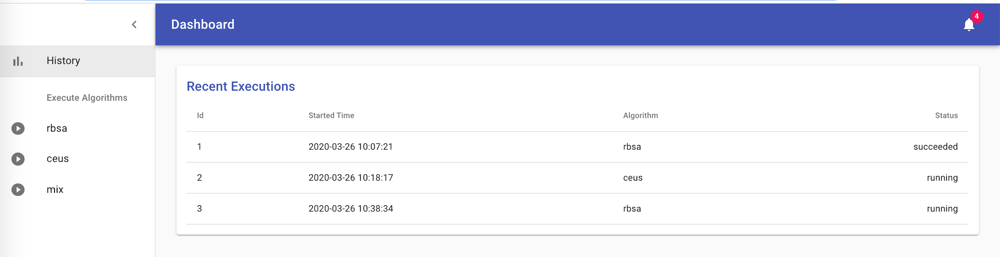 Dashboard
4
History
Execute Algorithms
rbsa
ceus
mix
Recent Executions
Id Started Time Algorithm Status
1 2020-03-26 10:07:21 rbsa succeeded
2 2020-03-26 10:18:17 ceus running
3 2020-03-26 10:38:34 rbsa running